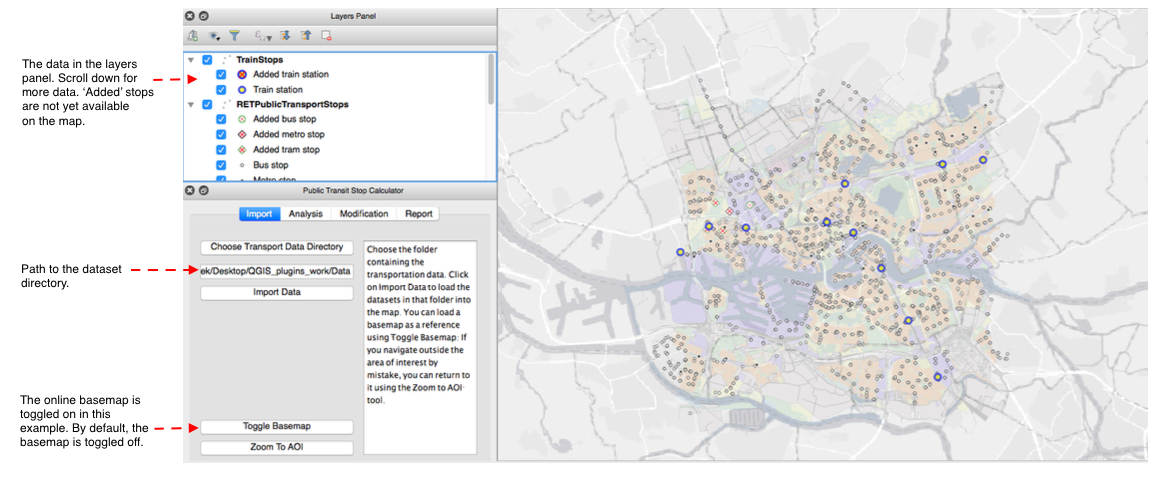 Layers Panel
The data in the layers
panel. Scroll down for
more data. ‘Added’ stops
are not yet available
on the map.
TrainStops
Added train station
Train station
RETPublicTransportStops
Added bus stop
Added metro stop
Added tram stop
Bus stop
Metro stop
Public Transit Stop Calculator
Import Analysis Modification Report
Choose Transport Data Directory
Path to the dataset
directory.
ek/Desktop/QGIS_plugins_work/Data
Import Data
Choose the folder
containing the
transportation data. Click
on Import Data to load the
datasets in that folder into
the map. You can load a
basemap as a reference
using Toggle Basemap. If
you navigate outside the
area of interest by
mistake, you can return to
it using the Zoom to AOI
tool.
The online basemap is
toggled on in this
example. By default, the
basemap is toggled off.
Toggle Basemap
Zoom To AOI